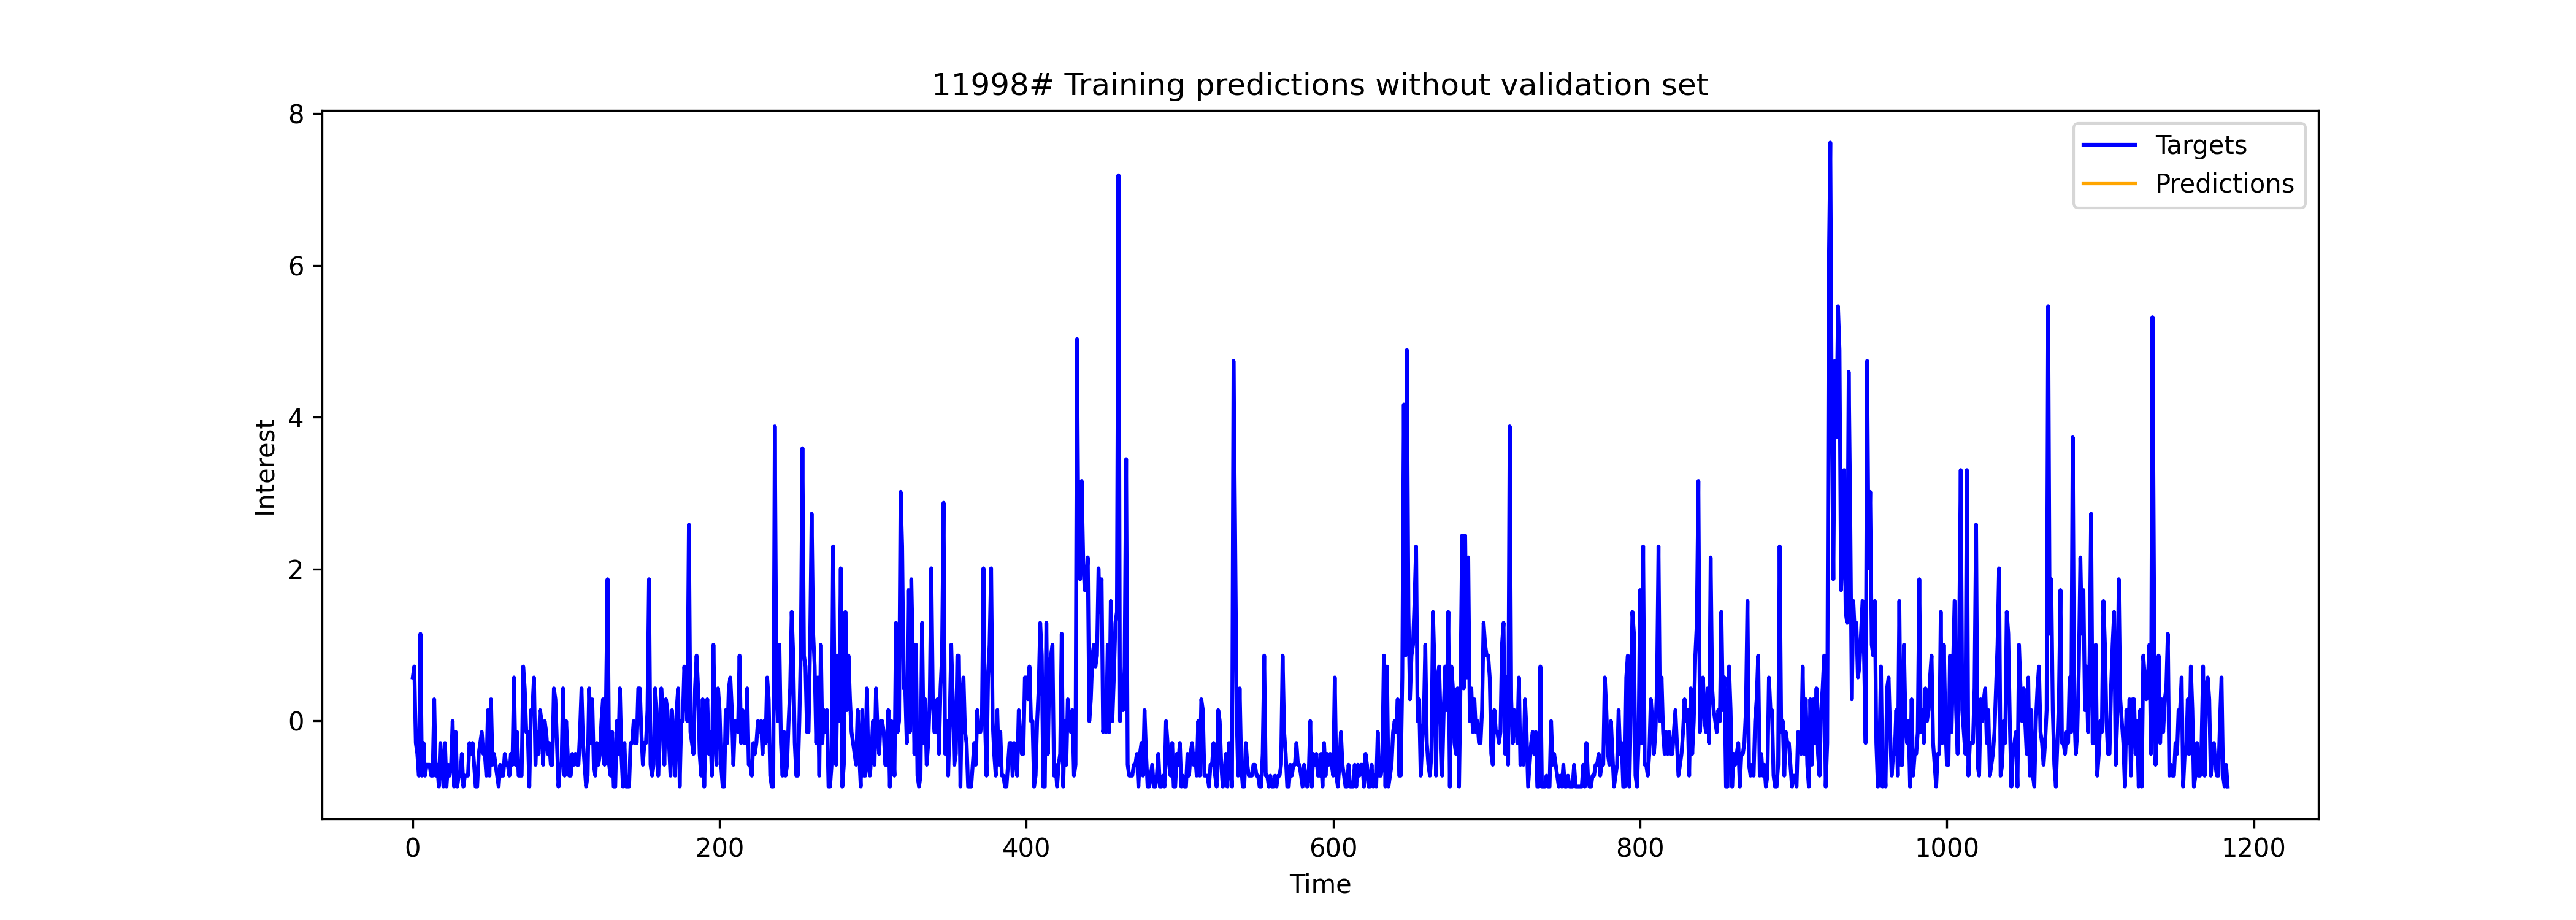 11998# Training predictions without validation set
8
6
4
2
0
Interest
Targets
Predictions
0 200 400 600 800 1000 1200
Time